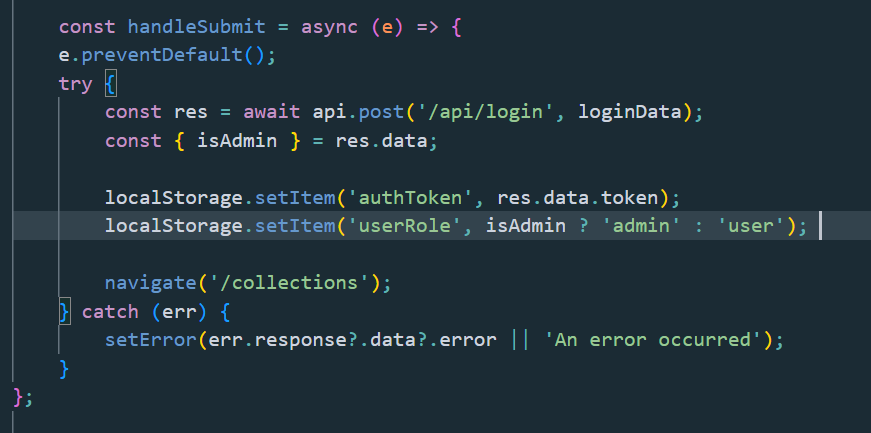 const handleSubmit = async (e) => {
e.preventDefault();
try {
const res = await api.post('/api/login', loginData);
const { isAdmin } = res.data;
localStorage.setItem('authToken', res.data.token);
localStorage.setItem('userRole', isAdmin ? 'admin' : 'user');
navigate('/collections');
} catch (err) {
setError(err.response?.data?.error || 'An error occurred');
}
};